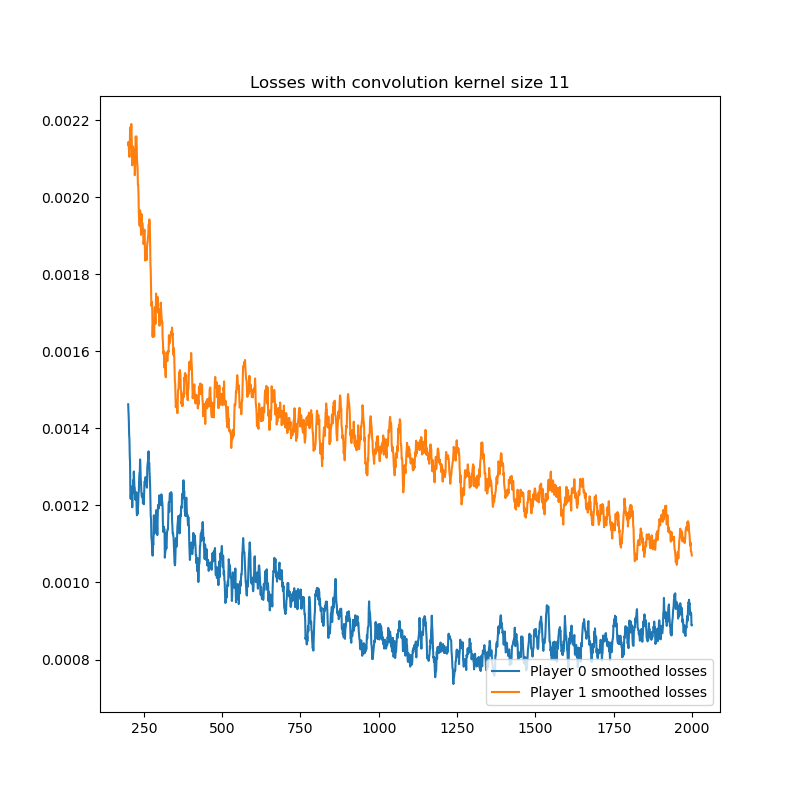 Losses with convolution kernel size 11
0.0022
0.0020
0.0018
0.0016
0.0014
0.0012
0.0010
0.0008
Player 0 smoothed losses
Player 1 smoothed losses
250 500 750 1000 1250 1500 1750 2000